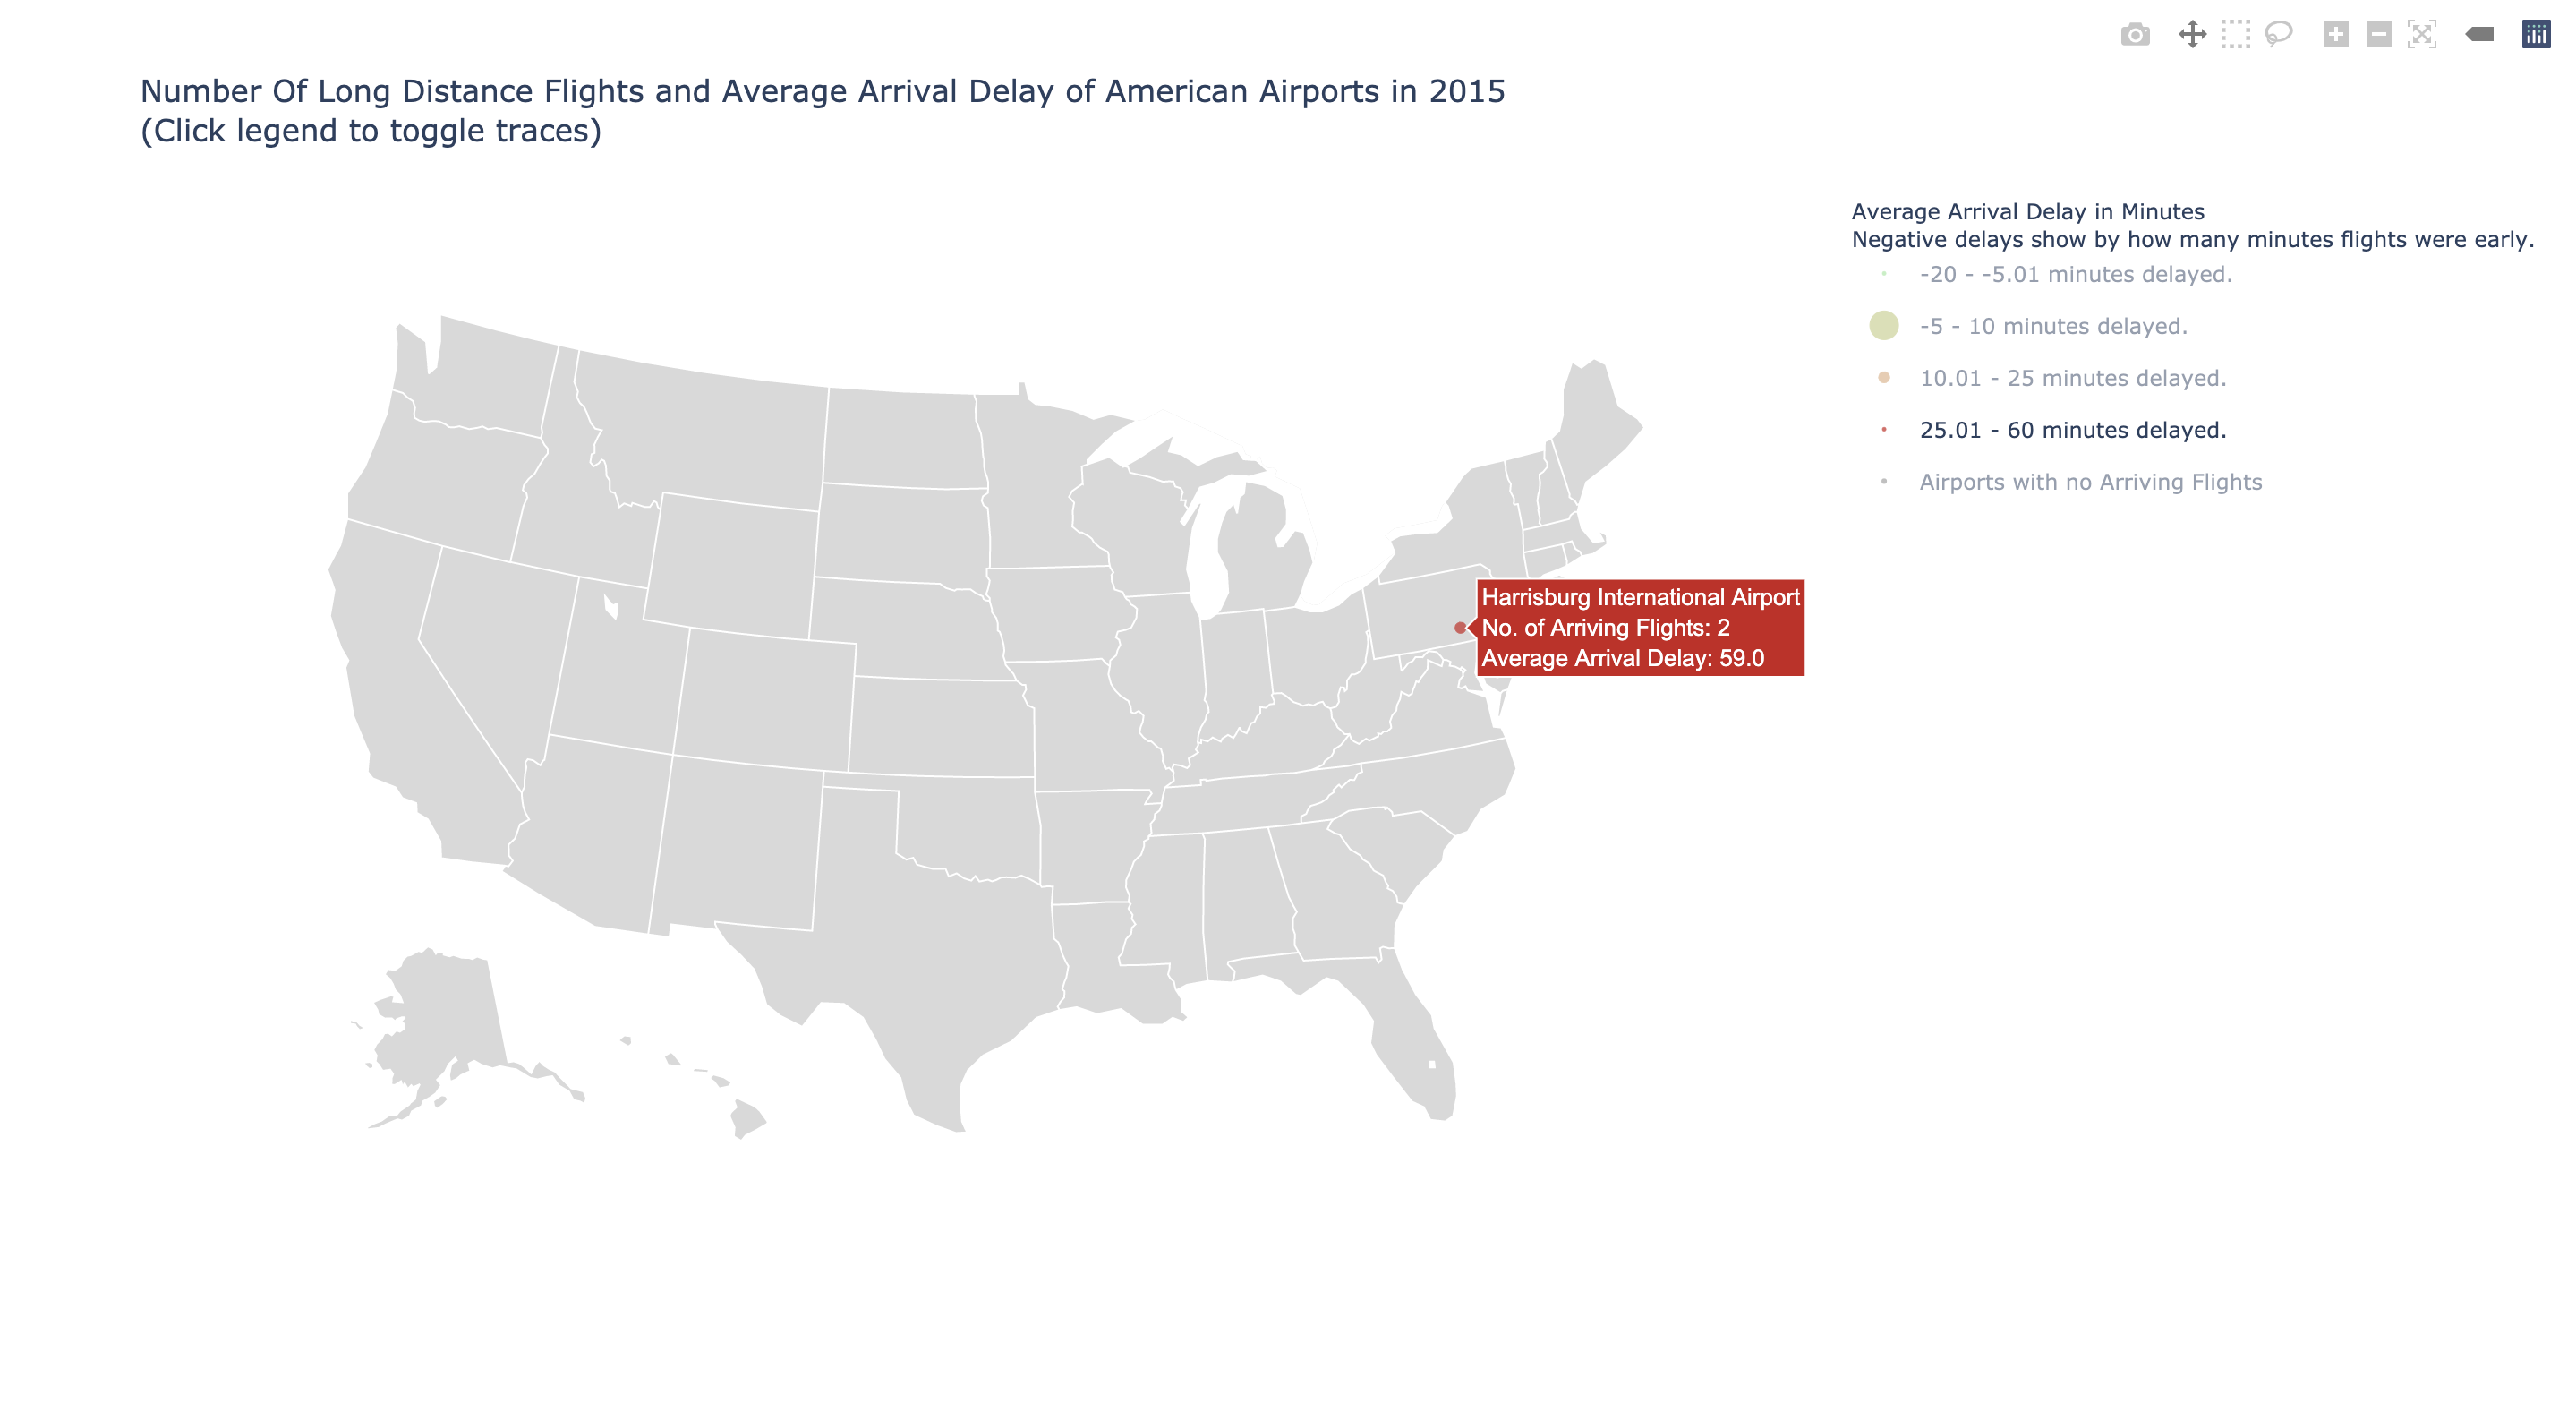 Number Of Long Distance Flights and Average Arrival Delay of American Airports in 2015
(Click legend to toggle traces)
Average Arrival Delay in Minutes
Negative delays show by how many minutes flights were early.
-20 - -5.01 minutes delayed.
-5 - 10 minutes delayed.
10.01 - 25 minutes delayed.
25.01 - 60 minutes delayed.
Airports with no Arriving Flights
Harrisburg International Airport
No. of Arriving Flights: 2
Average Arrival Delay: 59.0